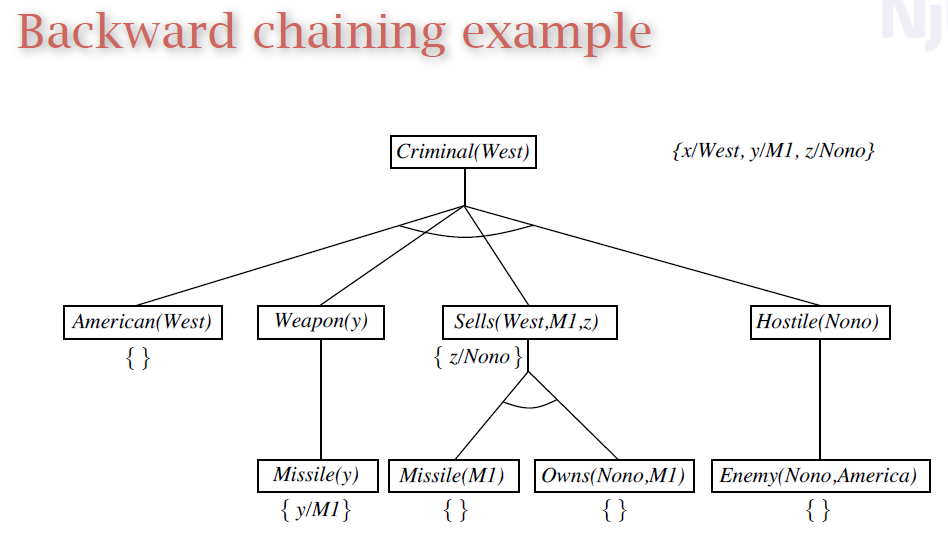 Backward chaining example
Nj
Criminal(West)
{x/West, y/M1, z/Nono}
American(West)
Weapon(y)
Sells(West,M1,z)
Hostile(Nono)
{ }
{ z/Nono }
Missile(y)
Missile(M1)
Owns(Nono,M1)
Enemy(Nono,America)
{ y/M1}
{ }
{ }
{ }